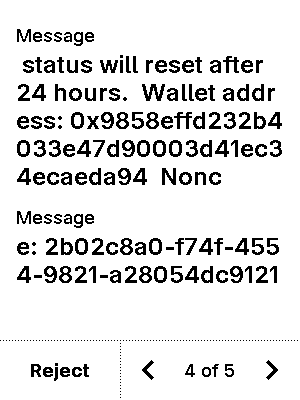 Message
status will reset after
24 hours.  Wallet addr
ess: 0x9858effd232b4
033e47d90003d41ec3
4ecaeda94  Nonc
Message
e: 2b02c8a0-f74f-455
4-9821-a28054dc9121
Reject
4 of 5